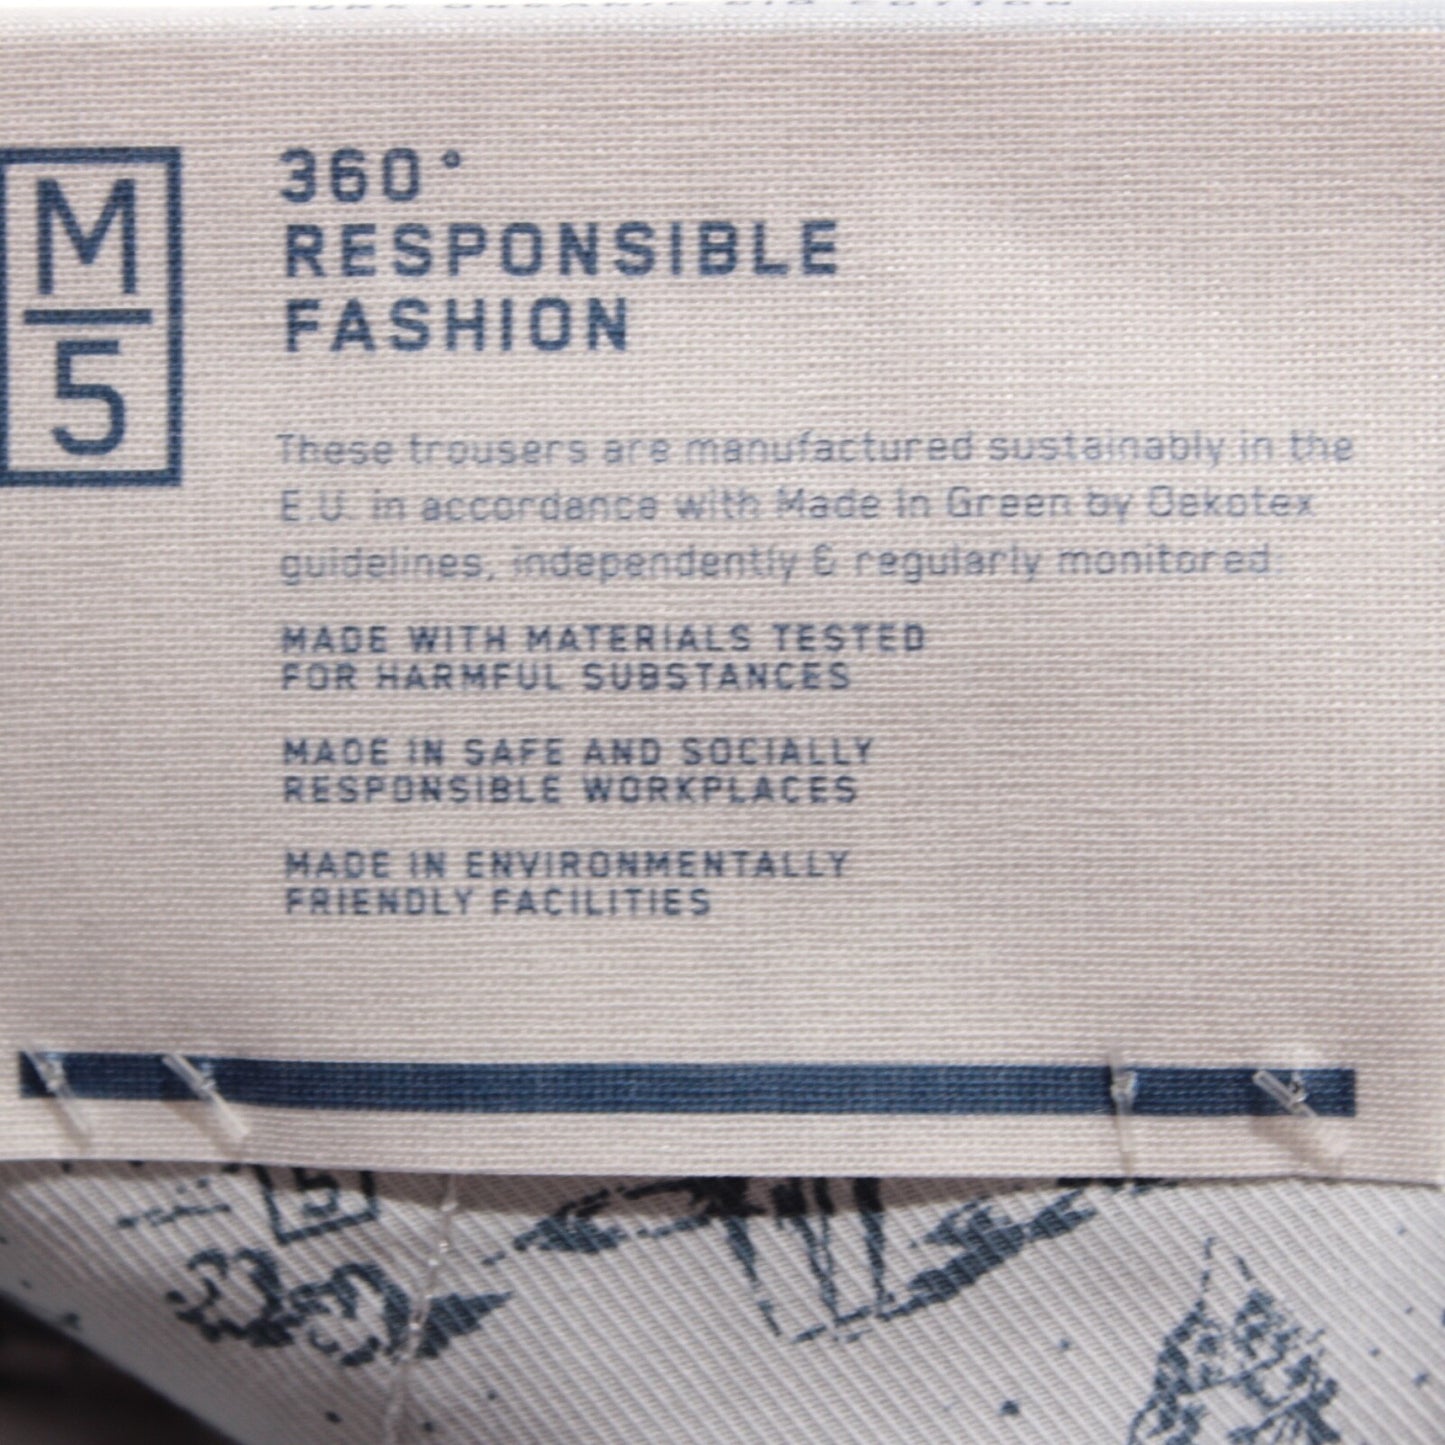 M
5
360°
RESPONSIBLE
FASHION
These trousers are manufactured sustainably in the
E.U. in accordance with Made in Green by Oekotex
guidelines, independently & regularly monitored:
MADE WITH MATERIALS TESTED
FOR HARMFUL SUBSTANCES
MADE IN SAFE AND SOCIALLY
RESPONSIBLE WORKPLACES
MADE IN ENVIRONMENTALLY
FRIENDLY FACILITIES
5